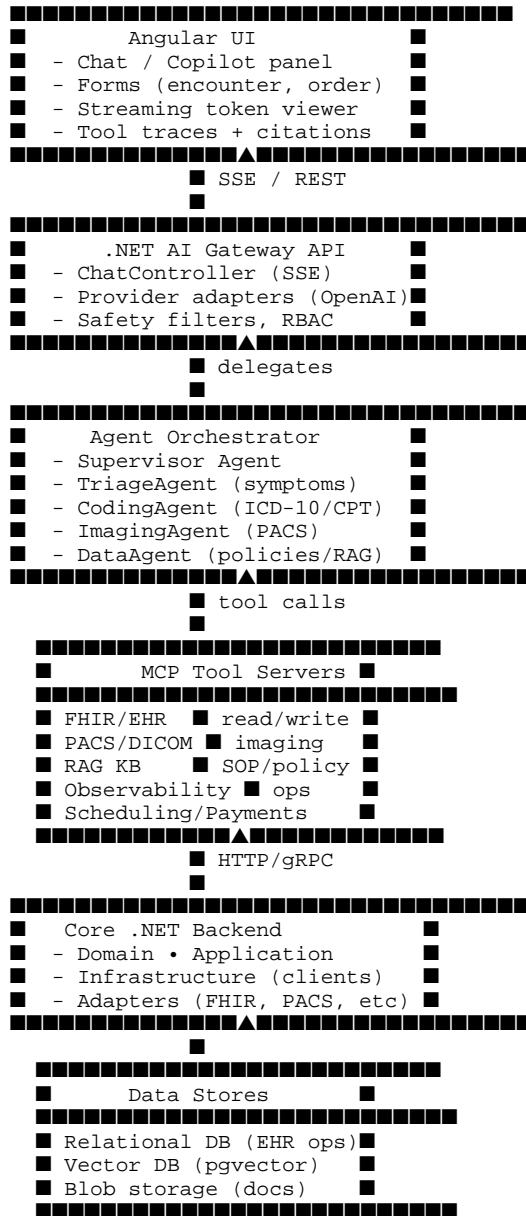 Angular UI
- Chat / Copilot panel
- Forms (encounter, order)
- Streaming token viewer
- Tool traces + citations
SSE / REST
.NET AI Gateway API
- ChatController (SSE)
- Provider adapters (OpenAI)
- Safety filters, RBAC
delegates
Agent Orchestrator
- Supervisor Agent
- TriageAgent (symptoms)
- CodingAgent (ICD-10/CPT)
- ImagingAgent (PACS)
- DataAgent (policies/RAG)
tool calls
MCP Tool Servers
FHIR/EHR ■ read/write
PACS/DICOM ■ imaging
RAG KB ■ SOP/policy
Observability ■ ops
Scheduling/Payments
HTTP/gRPC
Core .NET Backend
- Domain • Application
- Infrastructure (clients)
- Adapters (FHIR, PACS, etc)
Data Stores
Relational DB (EHR ops)
Vector DB (pgvector)
Blob storage (docs)